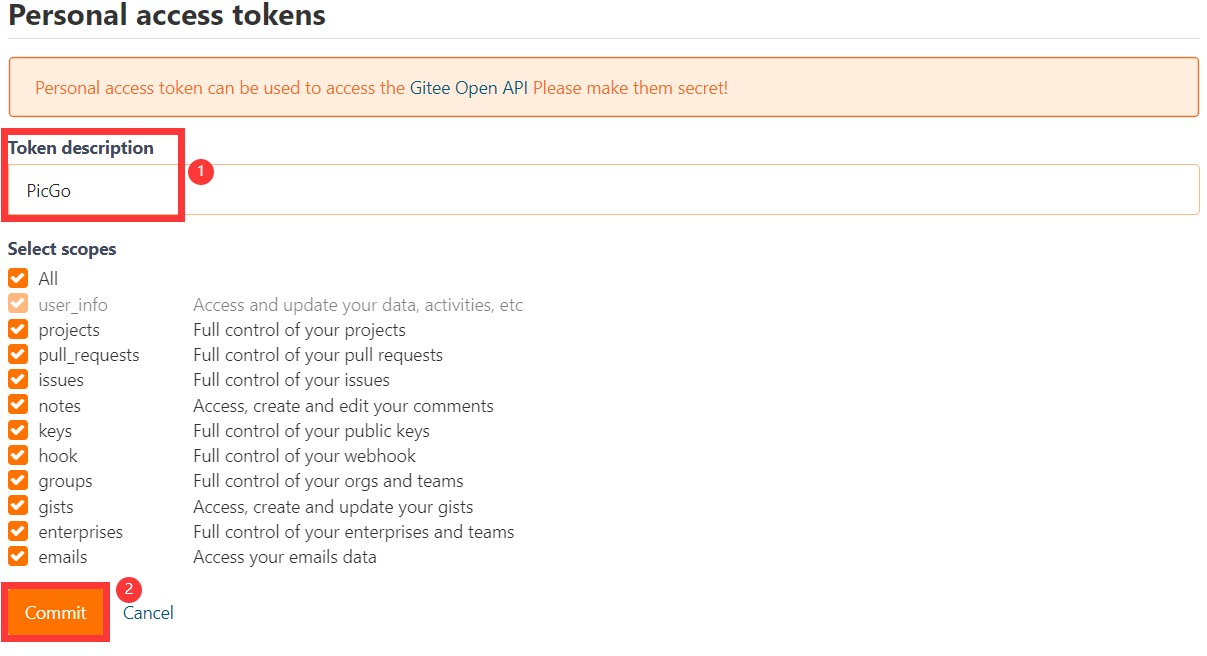 Personal access tokens
Personal access token can be used to access the Gitee Open API Please make them secret!
Token description
1
PicGo
Select scopes
All
user_info Access and update your data, activities, etc
projects Full control of your projects
pull_requests Full control of your pull requests
issues Full control of your issues
notes Access, create and edit your comments
keys Full control of your public keys
hook Full control of your webhook
groups Full control of your orgs and teams
gists Access, create and update your gists
enterprises Full control of your enterprises and teams
emails Access your emails data
2
Commit Cancel